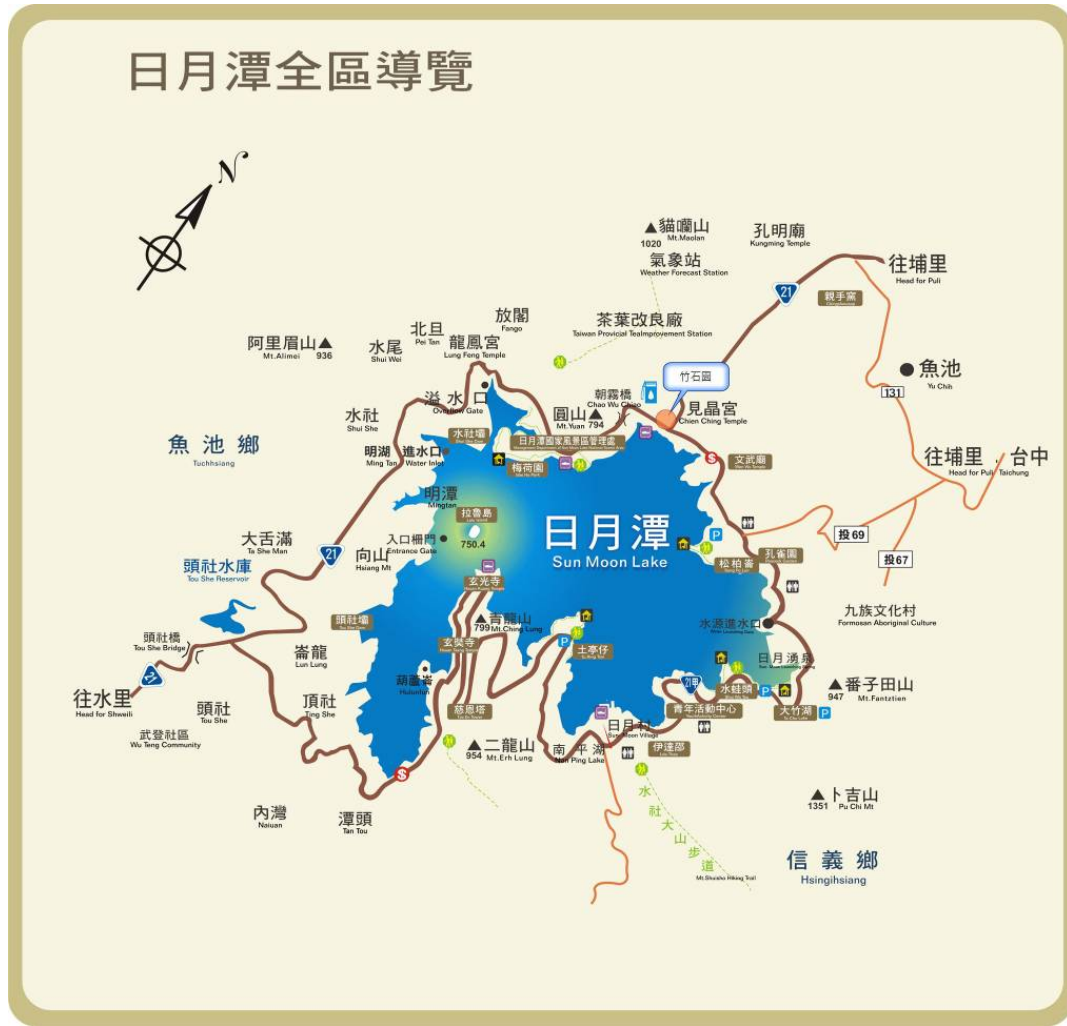 日月潭全區導覽
N
貓囒山
Mt.Maolan
1020
氣象站
Weather Forecast Station
孔明廟
Kungming Temple
往埔里
Head for Puli
21
親手窯
放閣
Fango
茶葉改良廠
Taiwan Provicial TeaImprovement Station
北旦
Pei Tan
龍鳳宮
Lung Fong Temple
阿里眉山
Mt.Alimei
936
水尾
Shui Wei
竹石園
魚池
Yu Chih
131
溢水口
Overflow Gate
朝霧橋
Chao Wu Chiao
圓山
Mt.Yuan
794
見晶宮
Chien Ching Temple
水社
Shui She
水社壩
日月潭國家風景區管理處
文武廟
往埔里、台中
Head for Puli Taichung
魚池鄉
Tuchhsiang
明湖
Ming Tan
進水口
Water Inlet
梅荷園
明潭
Mingtan
拉魯島
750.4
日月潭
Sun Moon Lake
入口柵門
Entrance Gate
投69
投67
大舌滿
Ta She Man
向山
Hsiang Mt
21
松柏崙
孔雀園
頭社水庫
Tou She Reservoir
玄光寺
九族文化村
Formosan Aboriginal Culture
頭社壩
青龍山
Mt.Ching Lung
799
水源進水口
頭社橋
Tou She Bridge
玄奘寺
土亭仔
崙龍
Lun Lung
日月湧泉
葫蘆崙
Hulunlun
21甲
水蛙頭
番子田山
Mt.Fantztien
947
往水里
Head for Shweili
21
頭社
Tou She
頂社
Ting She
慈恩塔
青年活動中心
大竹湖
日月村
Sun Moon Village
武登社區
Wu Teng Community
二龍山
Mt.Erh Lung
954
南平湖
Nan Ping Lake
伊達邵
卜吉山
Pu Chi Mt
1351
內灣
Naiuan
潭頭
Tan Tou
水社大山步道
Mt.Shuishe Hiking Trail
信義鄉
Hsingihsiang